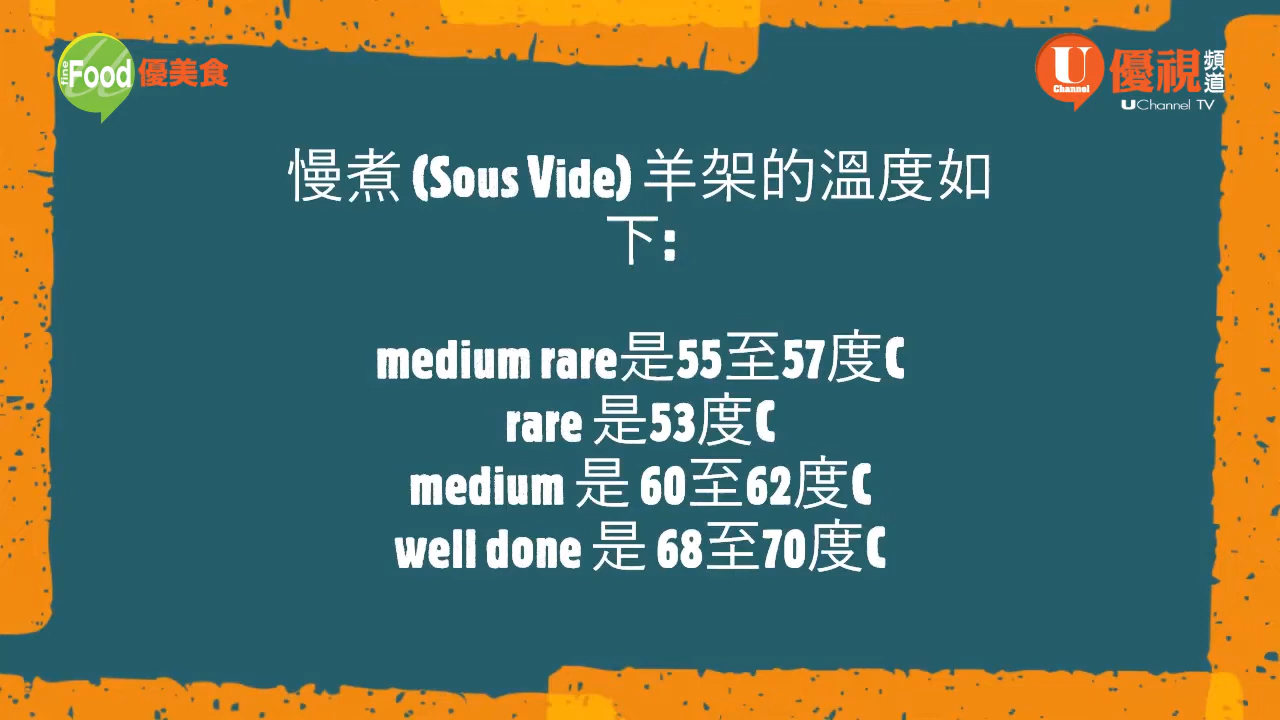 fine Food 優美食
U Channel 優視頻道
UChannel TV
慢煮 (Sous Vide) 羊架的溫度如
下:
medium rare是55至57度C
rare 是53度C
medium 是 60至62度C
well done 是 68至70度C